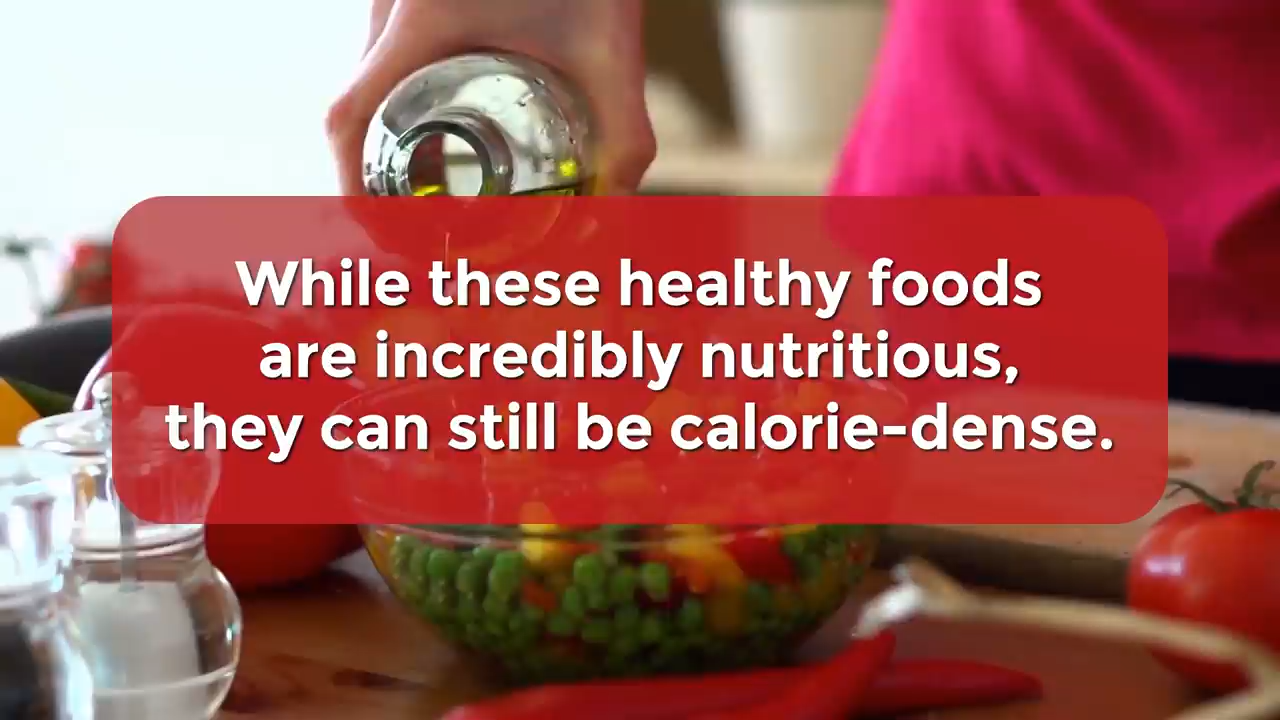 While these healthy foods
are incredibly nutritious,
they can still be calorie-dense.